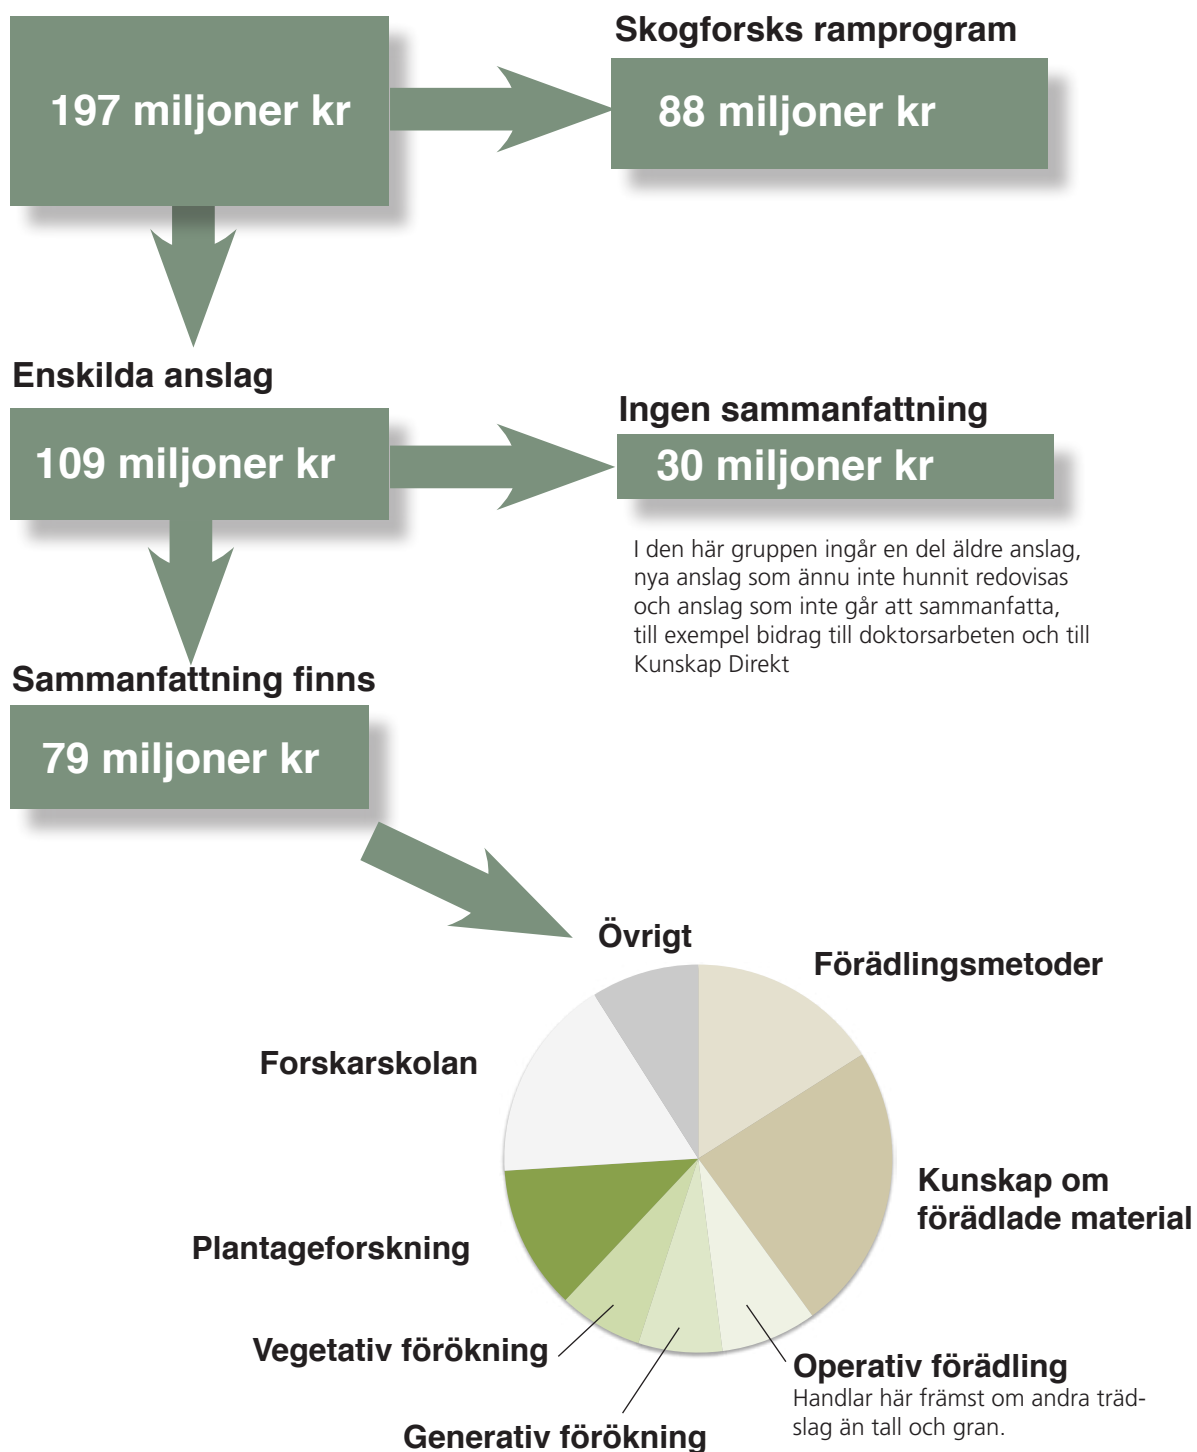 Skogforsks ramprogram
197 miljoner kr
88 miljoner kr
Enskilda anslag
109 miljoner kr
Ingen sammanfattning
30 miljoner kr
I den här gruppen ingår en del äldre anslag,
nya anslag som ännu inte hunnit redovisas
och anslag som inte går att sammanfatta,
till exempel bidrag till doktorsarbeten och till
Kunskap Direkt
Sammanfattning finns
79 miljoner kr
Övrigt
Förädlingsmetoder
Forskarskolan
Kunskap om
förädlade material
Plantageforskning
Vegetativ förökning
Operativ förädling
Handlar här främst om andra träd-
slag än tall och gran.
Generativ förökning